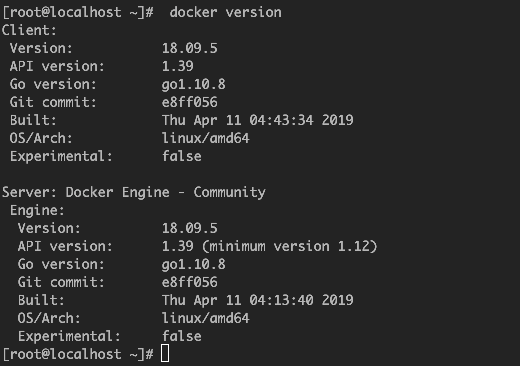 [root@localhost ~]#  docker version
Client:
 Version:           18.09.5
 API version:       1.39
 Go version:        go1.10.8
 Git commit:        e8ff056
 Built:             Thu Apr 11 04:43:34 2019
 OS/Arch:           linux/amd64
 Experimental:      false

Server: Docker Engine - Community
 Engine:
  Version:          18.09.5
  API version:      1.39 (minimum version 1.12)
  Go version:       go1.10.8
  Git commit:       e8ff056
  Built:            Thu Apr 11 04:13:40 2019
  OS/Arch:          linux/amd64
  Experimental:     false
[root@localhost ~]#